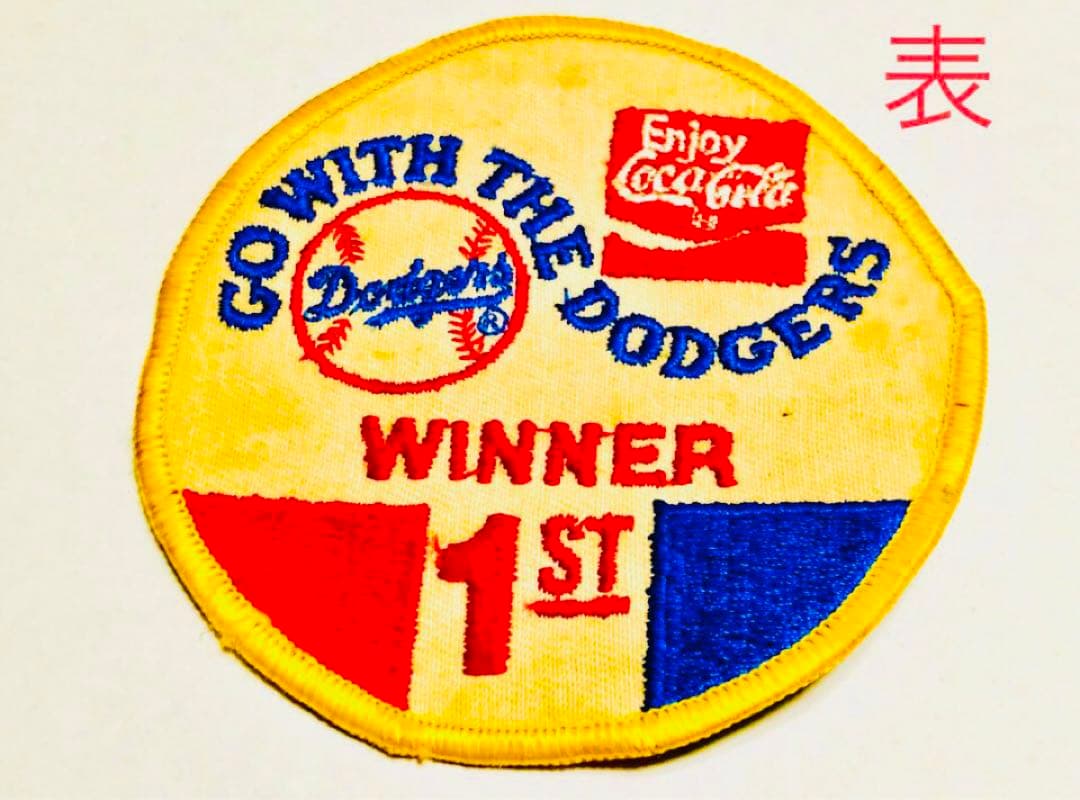 表
GO WITH THE DODGERS
Enjoy
Coca-Cola
Dodgers
®
WINNER
1ST